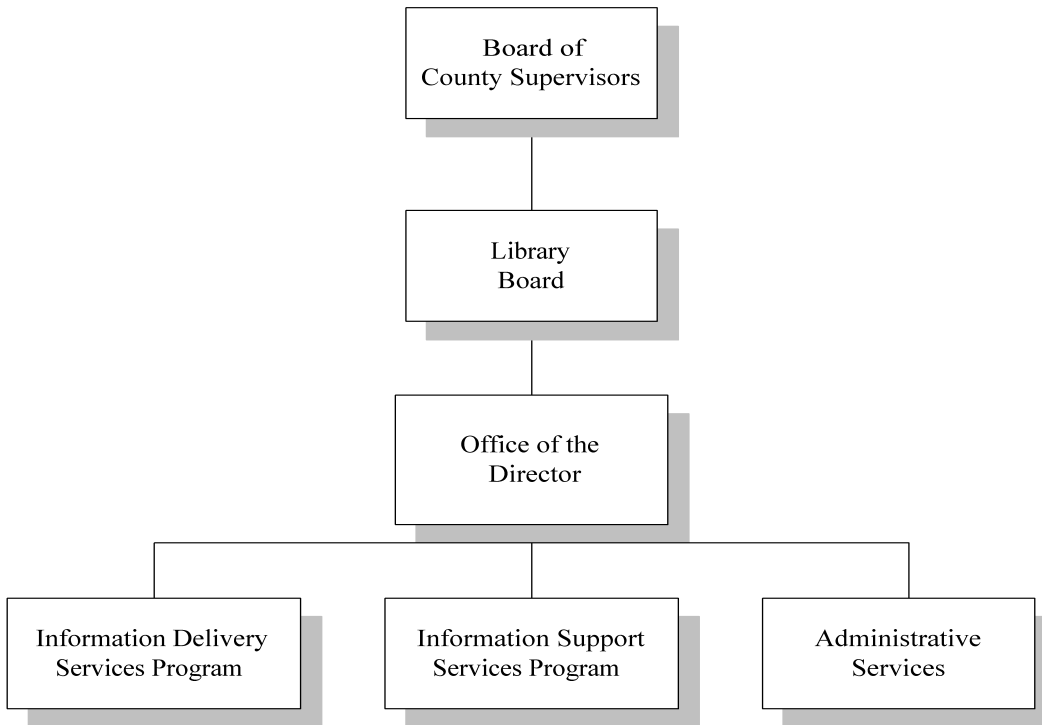 Board of
County Supervisors
Library
Board
Office of the
Director
Information Delivery
Services Program
Information Support
Services Program
Administrative
Services